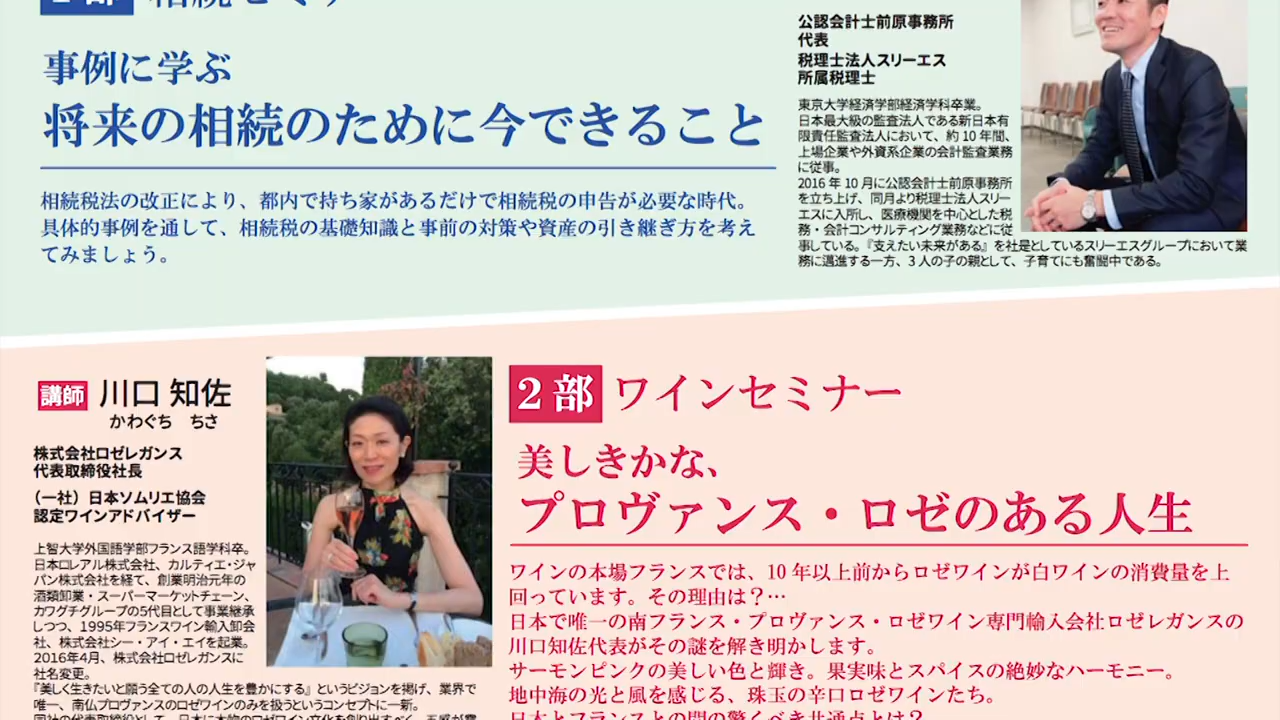 事例に学ぶ
将来の相続のために今できること
相続税法の改正により、都内で持ち家があるだけで相続税の申告が必要な時代。
具体的事例を通して、相続税の基礎知識と事前の対策や資産の引き継ぎ方を考え
てみましょう。
公認会計士前原事務所
代表
税理士法人スリーエス
所属税理士
東京大学経済学部経済学科卒業。
日本最大級の監査法人である新日本有
限責任監査法人において、約10年間、
上場企業や外資系企業の会計監査業務
に従事。
2016年10月に公認会計士前原事務所
を立ち上げ、同月より税理士法人スリー
エスに入所し、医療機関を中心とした税
務・会計コンサルティング業務などに従
事している。『支えたい未来がある』を社是としているスリーエスグループにおいて業
務に邁進する一方、3人の子の親として、子育てにも奮闘中である。
講師 川口 知佐
かわぐち ちさ
株式会社ロゼレガンス
代表取締役社長
（一社）日本ソムリエ協会
認定ワインアドバイザー
上智大学外国語学部フランス語学科卒。
日本ロレアル株式会社、カルティエ・ジャ
パン株式会社を経て、創業明治元年の
酒類卸業・スーパーマーケットチェーン、
カワグチグループの5代目として事業継承
しつつ、1995年フランスワイン輸入卸会
社、株式会社シー・アイ・エイを起業。
2016年4月、株式会社ロゼレガンスに
社名変更。
『美しく生きたいと願う全ての人の人生を豊かにする』というビジョンを掲げ、業界で
唯一、南仏プロヴァンスのロゼワインのみを扱うというコンセプトに一新。
2部 ワインセミナー
美しきかな、
プロヴァンス・ロゼのある人生
ワインの本場フランスでは、10年以上前からロゼワインが白ワインの消費量を上
回っています。その理由は？…
日本で唯一の南フランス・プロヴァンス・ロゼワイン専門輸入会社ロゼレガンスの
川口知佐代表がその謎を解き明かします。
サーモンピンクの美しい色と輝き。果実味とスパイスの絶妙なハーモニー。
地中海の光と風を感じる、珠玉の辛口ロゼワインたち。
日本とフランスとの間の驚くべき共通点とは？